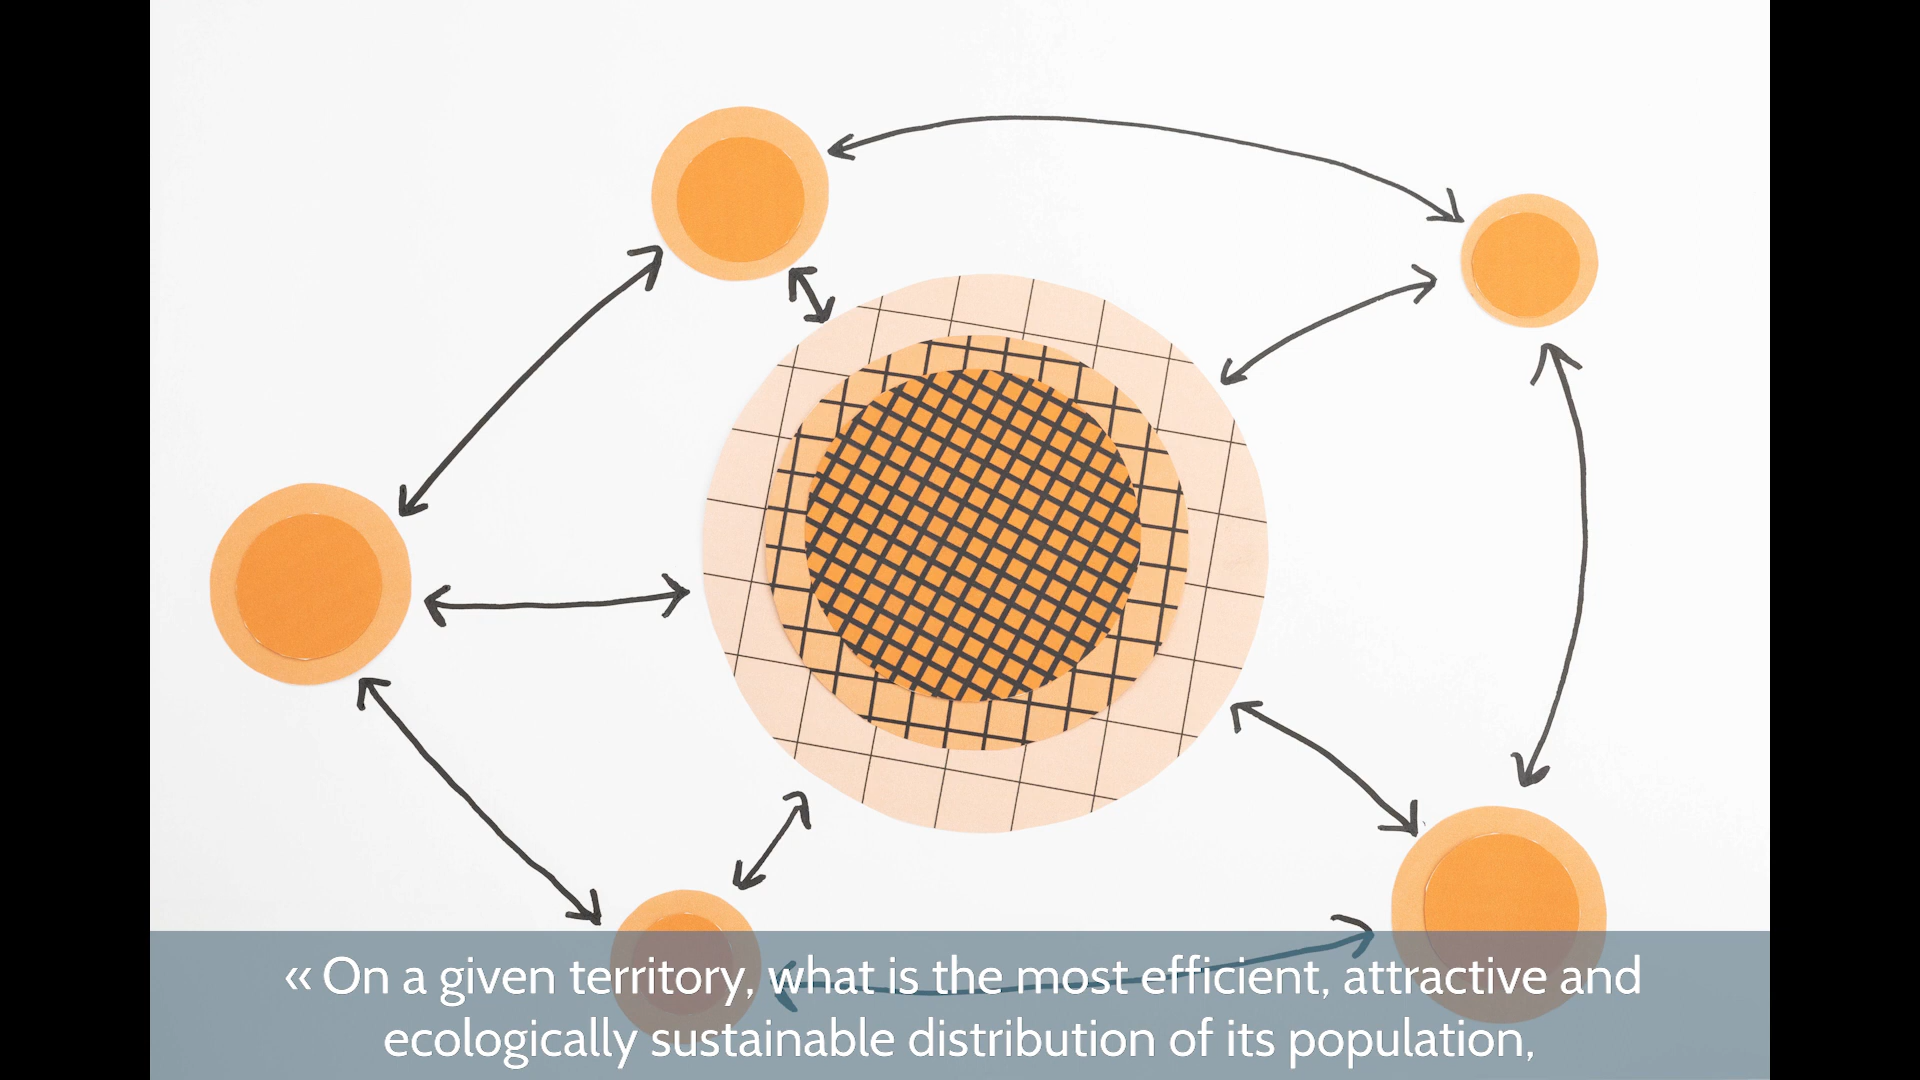 « On a given territory, what is the most efficient, attractive and
ecologically sustainable distribution of its population,